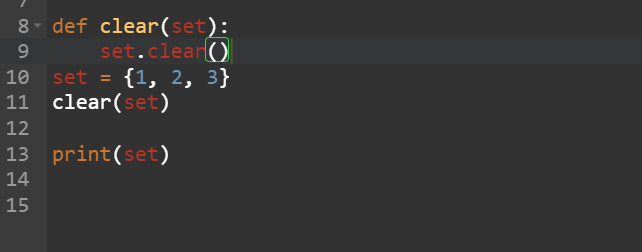 7
8 def clear(set):
9     set.clear()
10 set = {1, 2, 3}
11 clear(set)
12
13 print(set)
14
15